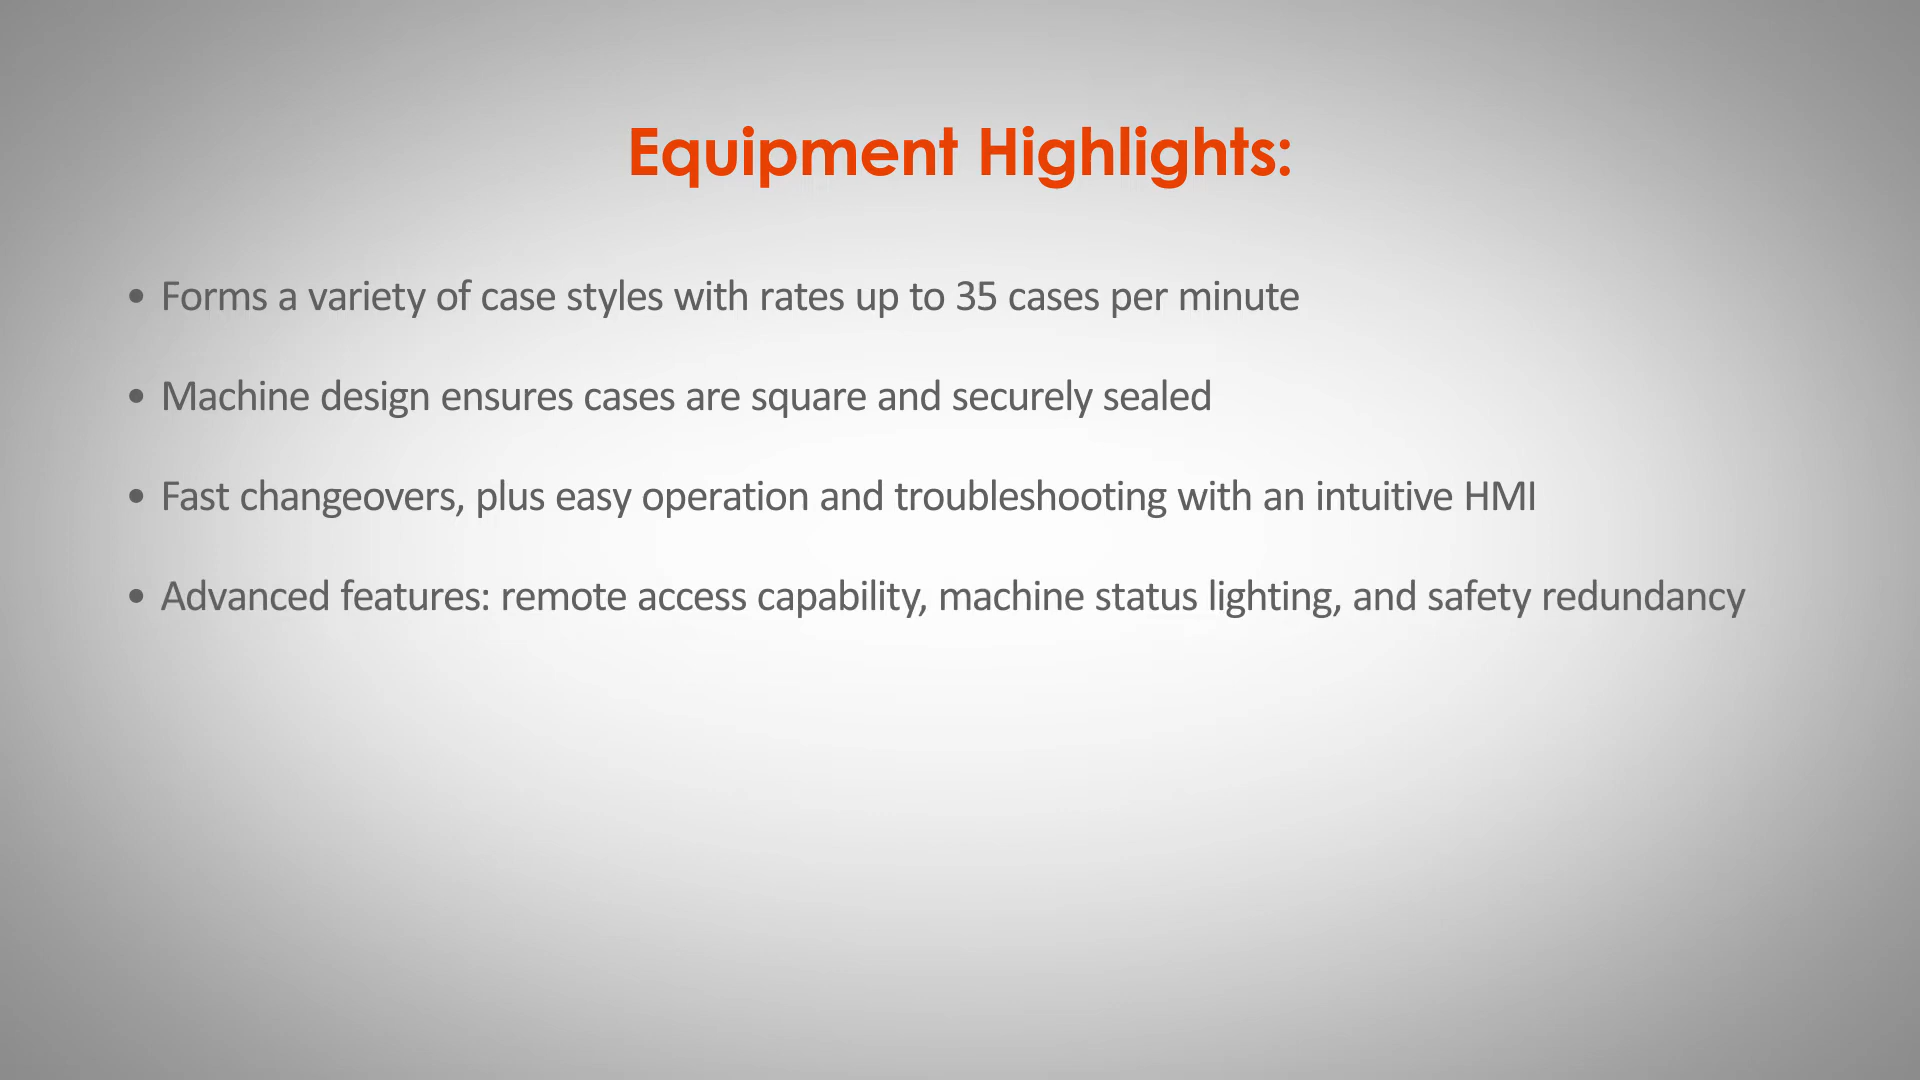 Equipment Highlights:
• Forms a variety of case styles with rates up to 35 cases per minute
• Machine design ensures cases are square and securely sealed
• Fast changeovers, plus easy operation and troubleshooting with an intuitive HMI
• Advanced features: remote access capability, machine status lighting, and safety redundancy